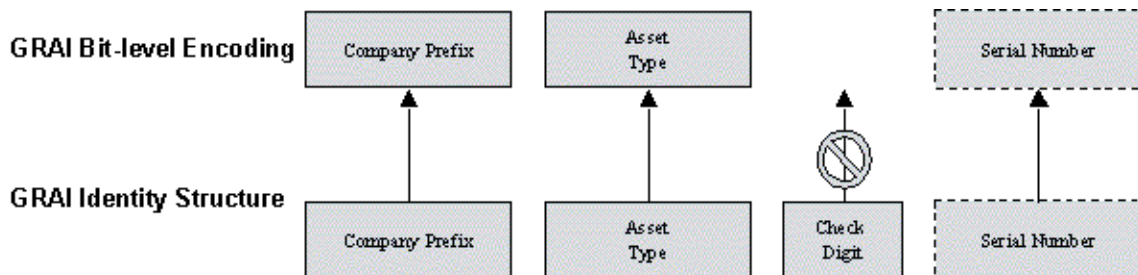 GRAI Bit-level Encoding
Company Prefix
Asset
Type
Serial Number
GRAI Identity Structure
Company Prefix
Asset
Type
Check
Digit
Serial Number